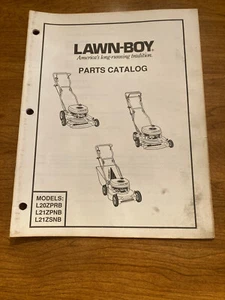 LAWN-BOY
America's long-running tradition.
PARTS CATALOG
MODELS:
L20ZPRB
L21ZPNB
L21ZSNB